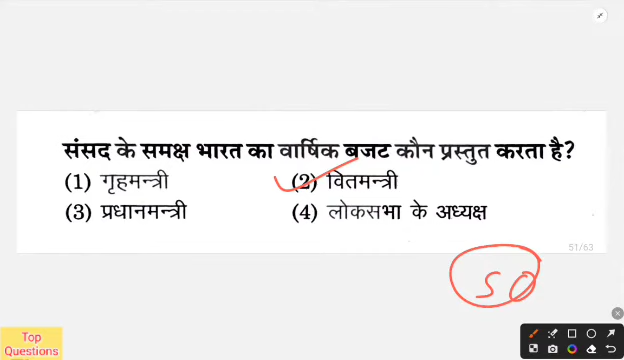 संसद के समक्ष भारत का वार्षिक बजट कौन प्रस्तुत करता है?
(1) गृहमन्त्री (2) वितमन्त्री
(3) प्रधानमन्त्री (4) लोकसभा के अध्यक्ष
51/63
50
Top
Questions